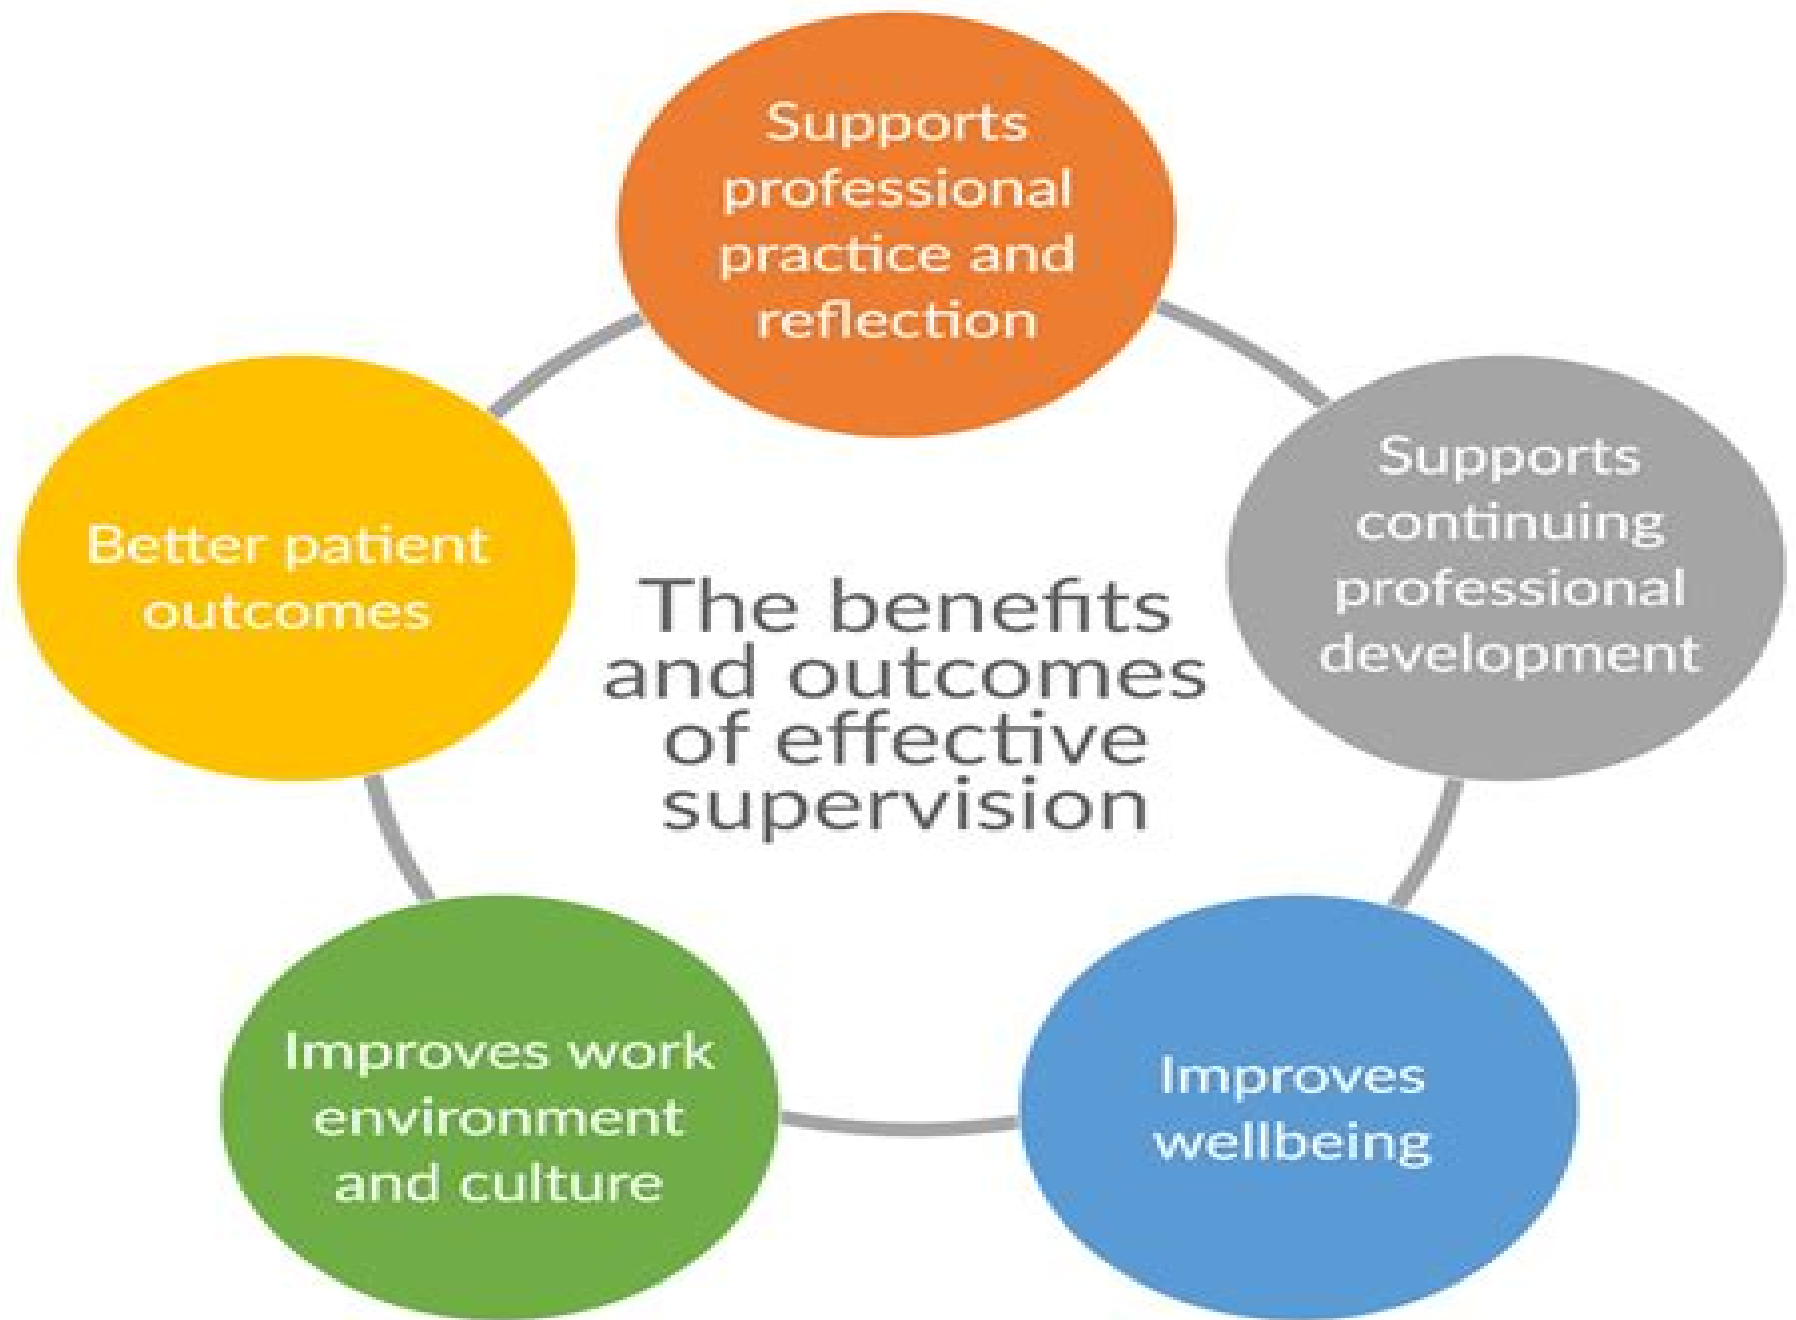 Supports
professional
practice and
reflection
Supports
continuing
professional
development
Improves
wellbeing
Improves work
environment
and culture
Better patient
outcomes
The benefits
and outcomes
of effective
supervision